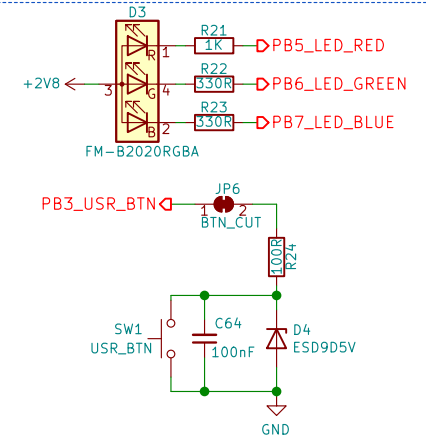 D3
R21
R 1 1K PB5_LED_RED
R22
+2V8 3 G 4 330R PB6_LED_GREEN
R23
B 2 330R PB7_LED_BLUE
FM-B2020RGBA
JP6
PB3_USR_BTN 1 2
BTN_CUT
100R
R24
SW1 C64 D4
USR_BTN 100nF ESD9D5V
GND